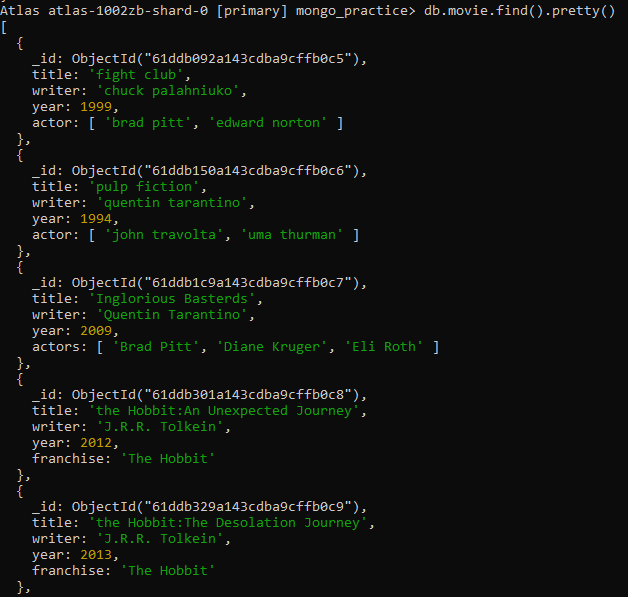 Atlas atlas-1002zb-shard-0 [primary] mongo_practice> db.movie.find().pretty()
[
  {
    _id: ObjectId("61ddb092a143cdba9cffb0c5"),
    title: 'fight club',
    writer: 'chuck palahniuko',
    year: 1999,
    actor: [ 'brad pitt', 'edward norton' ]
  },
  {
    _id: ObjectId("61ddb150a143cdba9cffb0c6"),
    title: 'pulp fiction',
    writer: 'quentin tarantino',
    year: 1994,
    actor: [ 'john travolta', 'uma thurman' ]
  },
  {
    _id: ObjectId("61ddb1c9a143cdba9cffb0c7"),
    title: 'Inglorious Basterds',
    writer: 'Quentin Tarantino',
    year: 2009,
    actors: [ 'Brad Pitt', 'Diane Kruger', 'Eli Roth' ]
  },
  {
    _id: ObjectId("61ddb301a143cdba9cffb0c8"),
    title: 'the Hobbit:An Unexpected Journey',
    writer: 'J.R.R. Tolkein',
    year: 2012,
    franchise: 'The Hobbit'
  },
  {
    _id: ObjectId("61ddb329a143cdba9cffb0c9"),
    title: 'the Hobbit:The Desolation Journey',
    writer: 'J.R.R. Tolkein',
    year: 2013,
    franchise: 'The Hobbit'
  },